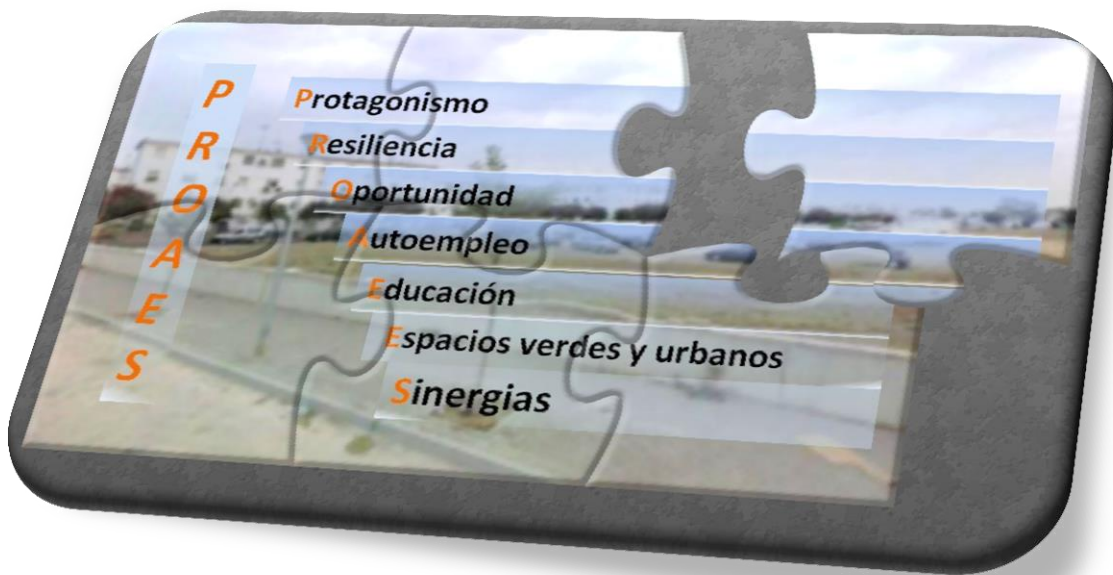 P
R
O
A
E
S
Protagonismo
Resiliencia
Oportunidad
Autoempleo
Educación
Espacios verdes y urbanos
Sinergias